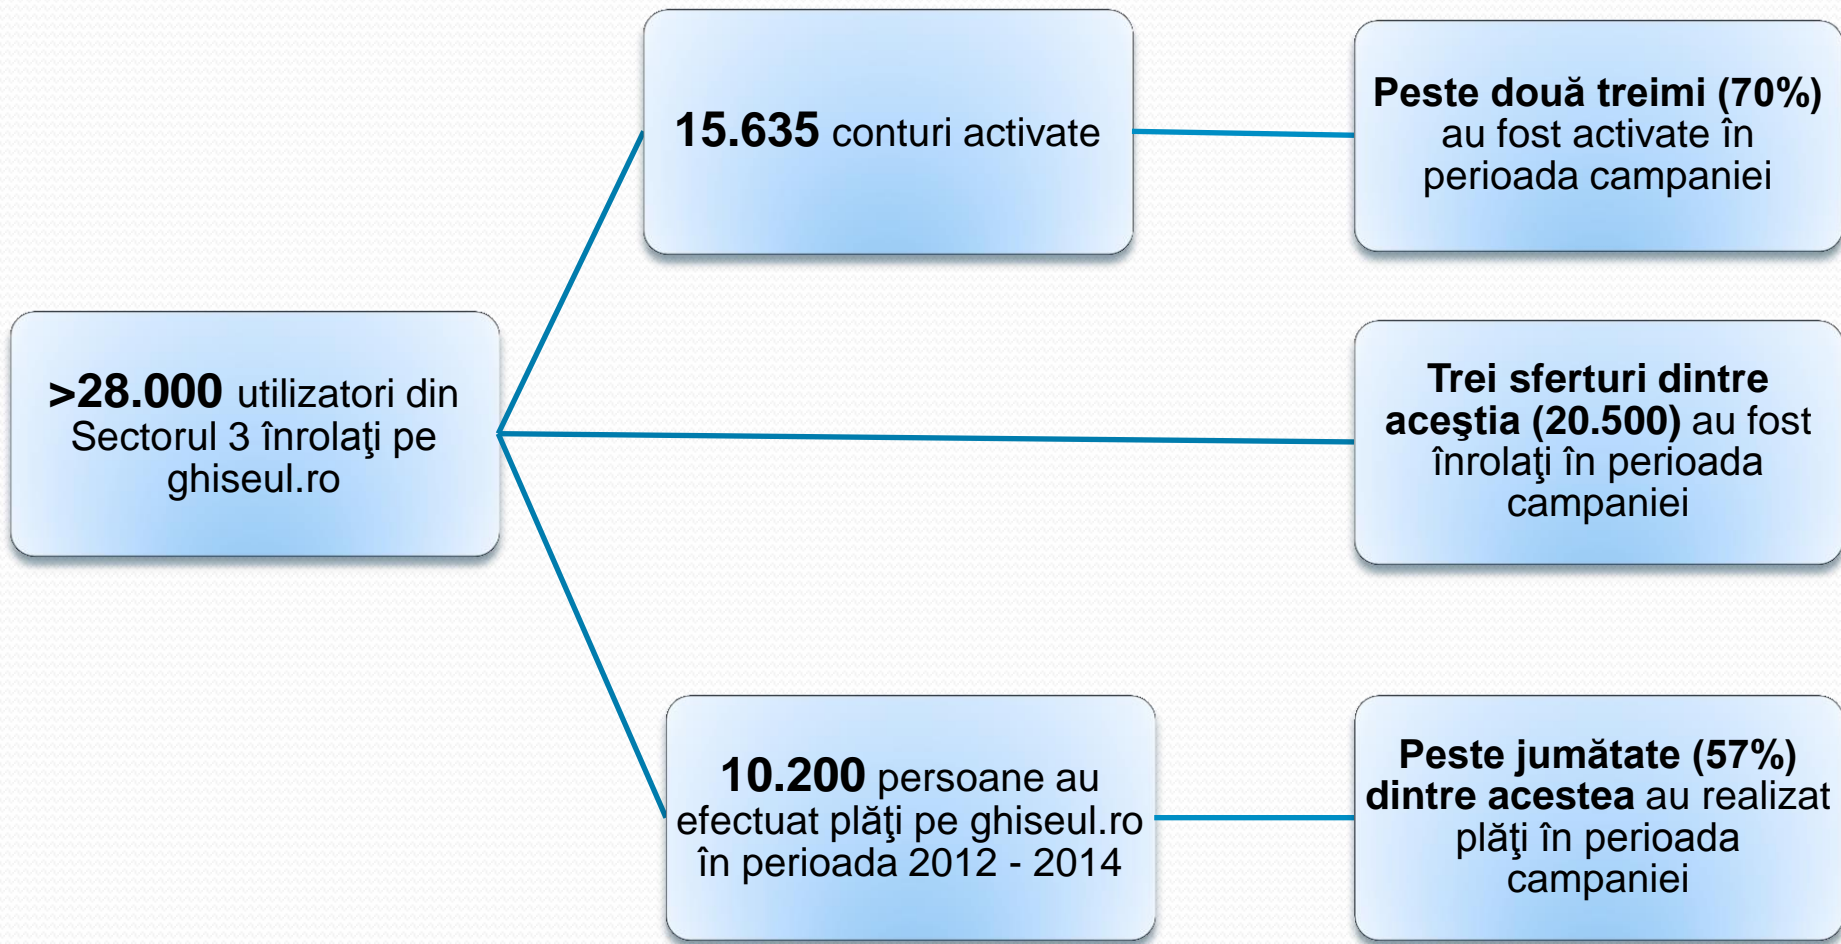 15.635 conturi activate
Peste două treimi (70%)
au fost activate în
perioada campaniei
>28.000 utilizatori din
Sectorul 3 înrolaţi pe
ghiseul.ro
Trei sferturi dintre
aceştia (20.500) au fost
înrolaţi în perioada
campaniei
10.200 persoane au
efectuat plăţi pe ghiseul.ro
în perioada 2012 - 2014
Peste jumătate (57%)
dintre acestea au realizat
plăţi în perioada
campaniei